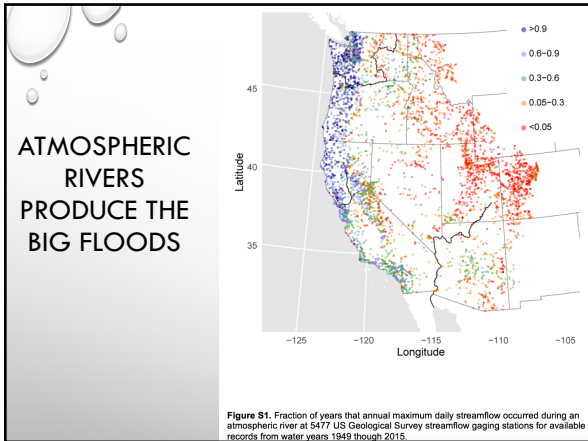 ATMOSPHERIC
RIVERS
PRODUCE THE
BIG FLOODS
>0.9
0.6−0.9
0.3−0.6
0.05−0.3
<0.05
Latitude
45
40
35
−125
−120
−115
−110
−105
Longitude
Figure S1. Fraction of years that annual maximum daily streamflow occurred during an
atmospheric river at 5477 US Geological Survey streamflow gaging stations for available
records from water years 1949 though 2015.